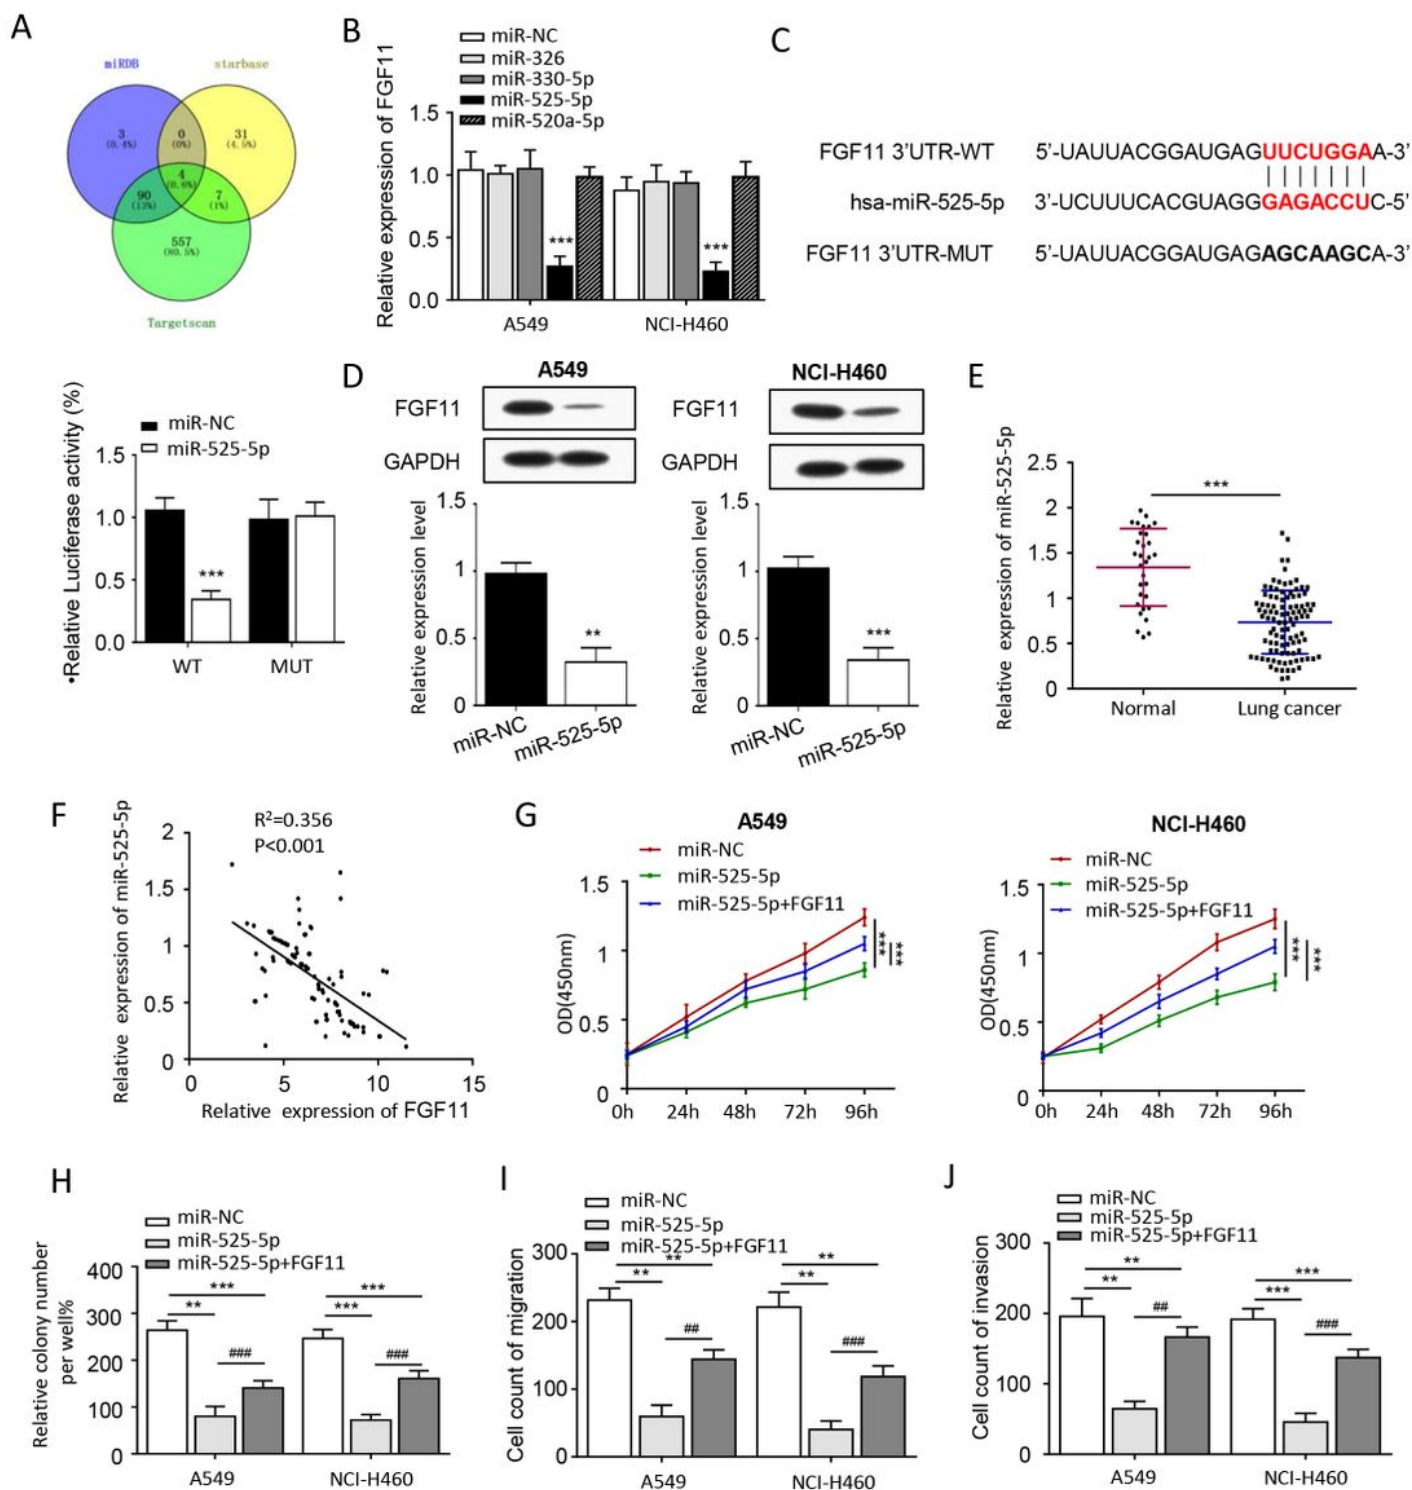 A
miRDB
starbase
3
(0.4%)
0
(0%)
31
(4.5%)
4
(0.6%)
90
(13%)
7
(1%)
557
(80.5%)
Targetscan
B
miR-NC
miR-326
miR-330-5p
miR-525-5p
miR-520a-5p
Relative expression of FGF11
1.5
1.0
0.5
0.0
***
***
A549
NCI-H460
C
FGF11 3'UTR-WT 5'-UAUUACGGAUGAGUUCUGGAA-3'
hsa-miR-525-5p 3'-UCUUUCACGUAGGGAGACCUC-5'
FGF11 3'UTR-MUT 5'-UAUUACGGAUGAGAGCAAGCA-3'
•Relative Luciferase activity (%)
miR-NC
miR-525-5p
1.5
1.0
0.5
0.0
***
WT
MUT
D
A549
FGF11
GAPDH
Relative expression level
1.5
1
0.5
0
**
miR-NC
miR-525-5p
NCI-H460
FGF11
GAPDH
Relative expression level
1.5
1
0.5
0
***
miR-NC
miR-525-5p
E
Relative expression of miR-525-5p
2.5
2
1.5
1
0.5
0
***
Normal
Lung cancer
F
Relative expression of miR-525-5p
R²=0.356
P<0.001
2
1.5
1
0.5
0
0
5
10
15
Relative expression of FGF11
G
A549
miR-NC
miR-525-5p
miR-525-5p+FGF11
OD(450nm)
1.5
1
0.5
0
***
***
0h
24h
48h
72h
96h
NCI-H460
miR-NC
miR-525-5p
miR-525-5p+FGF11
OD(450nm)
1.5
1
0.5
0
***
***
0h
24h
48h
72h
96h
H
miR-NC
miR-525-5p
miR-525-5p+FGF11
Relative colony number
per well%
400
300
200
100
0
***
**
###
***
***
###
A549
NCI-H460
I
miR-NC
miR-525-5p
miR-525-5p+FGF11
Cell count of migration
300
200
100
0
**
**
##
**
**
###
A549
NCI-H460
J
miR-NC
miR-525-5p
miR-525-5p+FGF11
Cell count of invasion
300
200
100
0
**
**
##
***
***
###
A549
NCI-H460